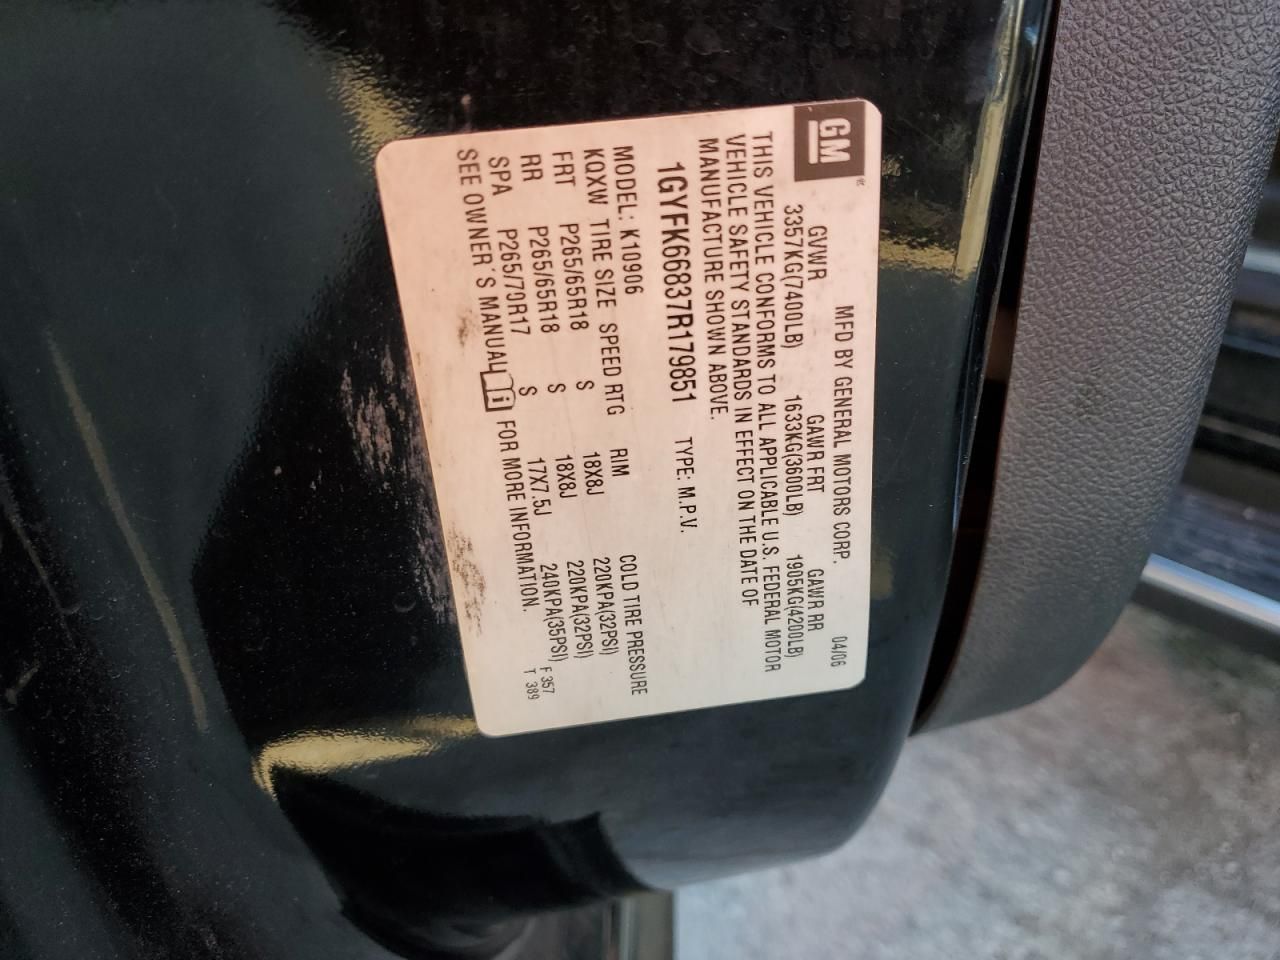 GM
MFD BY GENERAL MOTORS CORP. 04/06
GVWR GAWR FRT GAWR RR
3357KG(7400LB) 1633KG(3600LB) 1905KG(4200LB)
THIS VEHICLE CONFORMS TO ALL APPLICABLE U.S. FEDERAL MOTOR
VEHICLE SAFETY STANDARDS IN EFFECT ON THE DATE OF
MANUFACTURE SHOWN ABOVE.
1GYFK66837R179851 TYPE: M.P.V.
MODEL: K10906
KQXW TIRE SIZE SPEED RTG RIM COLD TIRE PRESSURE
FRT P265/65R18 S 18X8J 220KPA(32PSI)
RR P265/65R18 S 18X8J 220KPA(32PSI)
SPA P265/70R17 S 17X7.5J 240KPA(35PSI)
SEE OWNER'S MANUAL FOR MORE INFORMATION.
F 357
T 389